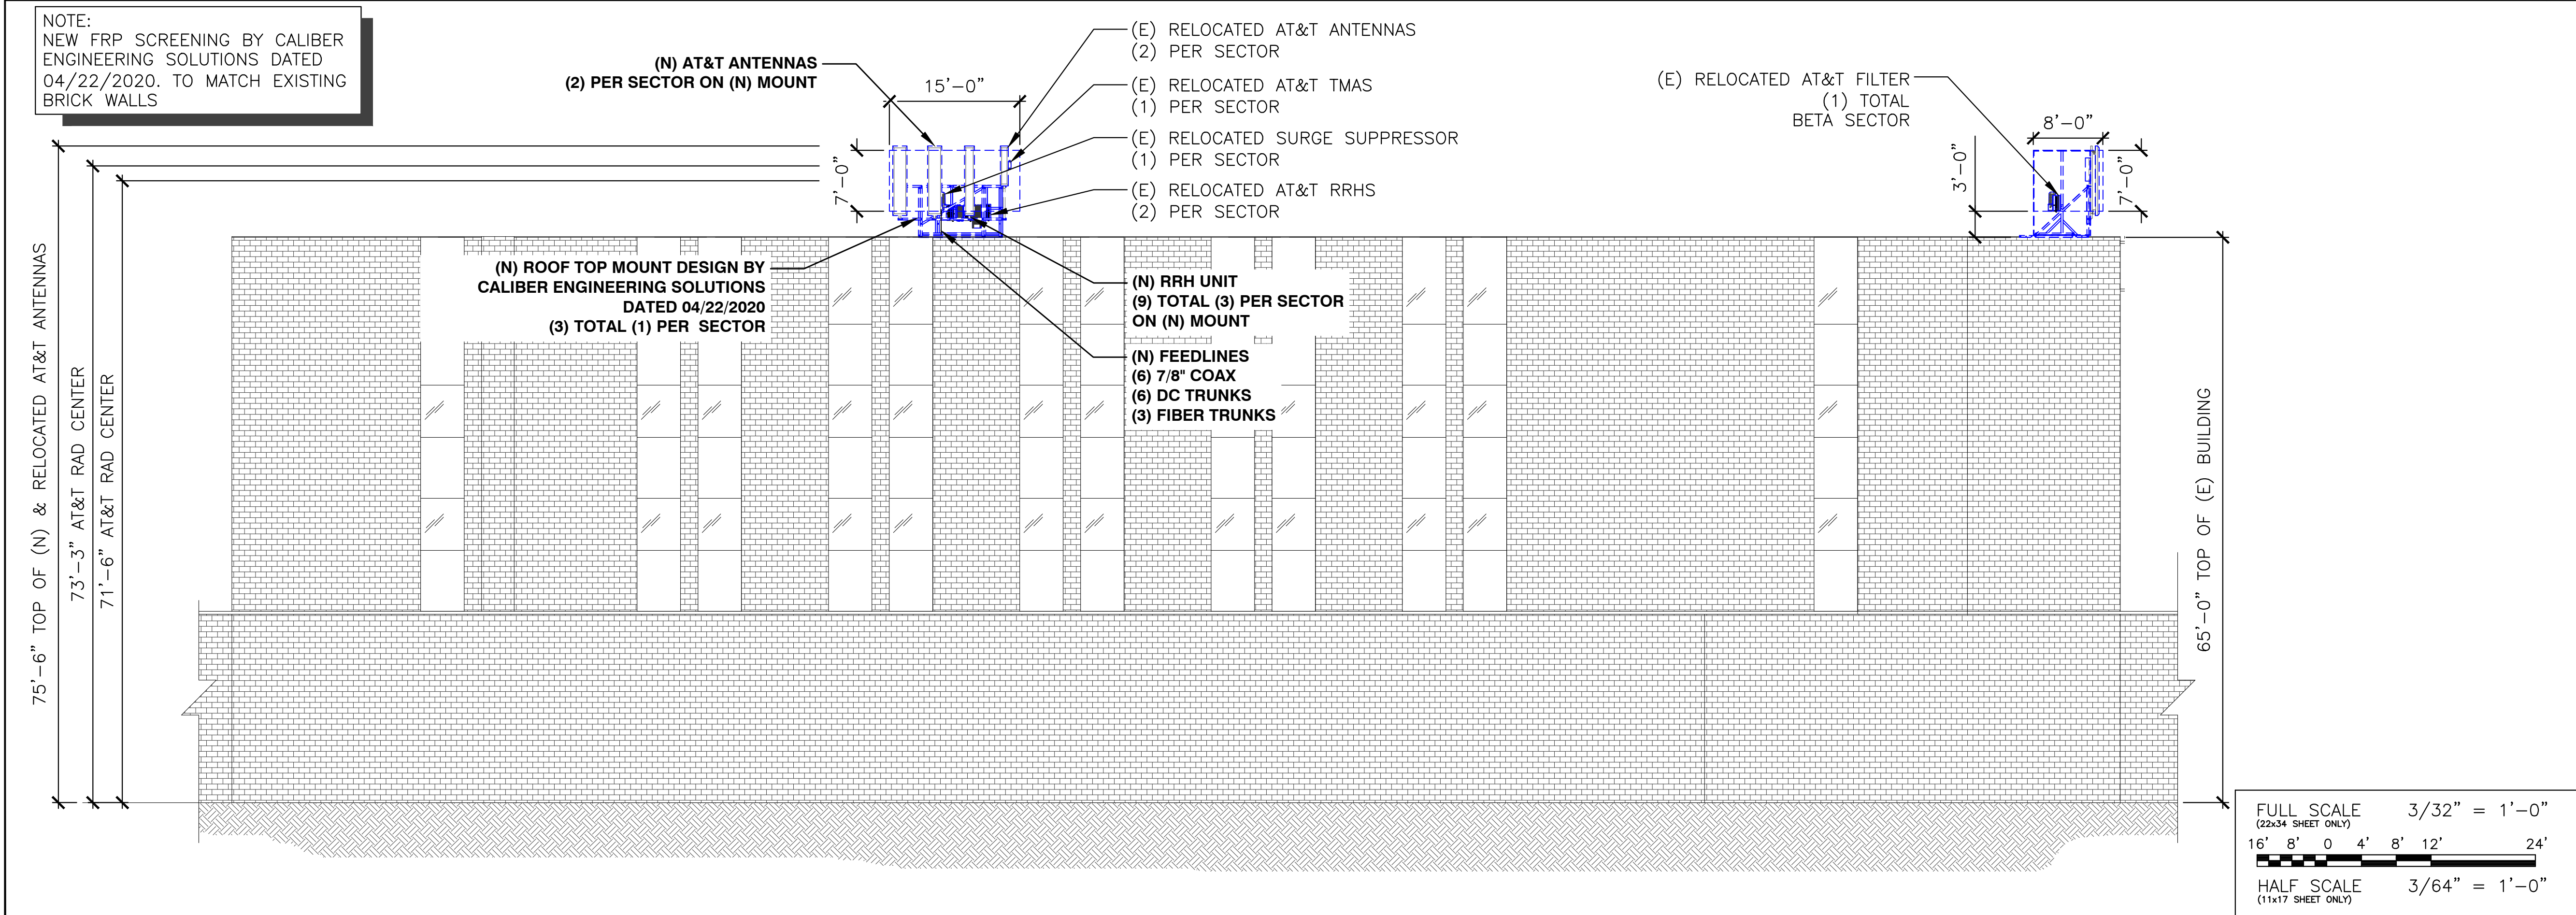 NOTE:
NEW FRP SCREENING BY CALIBER
ENGINEERING SOLUTIONS DATED
04/22/2020. TO MATCH EXISTING
BRICK WALLS
(N) AT&T ANTENNAS
(2) PER SECTOR ON (N) MOUNT
15'-0"
7'-0"
(E) RELOCATED AT&T ANTENNAS
(2) PER SECTOR
(E) RELOCATED AT&T TMAS
(1) PER SECTOR
(E) RELOCATED SURGE SUPPRESSOR
(1) PER SECTOR
(E) RELOCATED AT&T RRHS
(2) PER SECTOR
(E) RELOCATED AT&T FILTER
(1) TOTAL
BETA SECTOR
8'-0"
3'-0"
7'-0"
(N) ROOF TOP MOUNT DESIGN BY
CALIBER ENGINEERING SOLUTIONS
DATED 04/22/2020
(3) TOTAL (1) PER SECTOR
(N) RRH UNIT
(9) TOTAL (3) PER SECTOR
ON (N) MOUNT
(N) FEEDLINES
(6) 7/8" COAX
(6) DC TRUNKS
(3) FIBER TRUNKS
75'-6" TOP OF (N) & RELOCATED AT&T ANTENNAS
73'-3" AT&T RAD CENTER
71'-6" AT&T RAD CENTER
65'-0" TOP OF (E) BUILDING
FULL SCALE 3/32" = 1'-0"
(22x34 SHEET ONLY)
16' 8' 0 4' 8' 12' 24'
HALF SCALE 3/64" = 1'-0"
(11x17 SHEET ONLY)